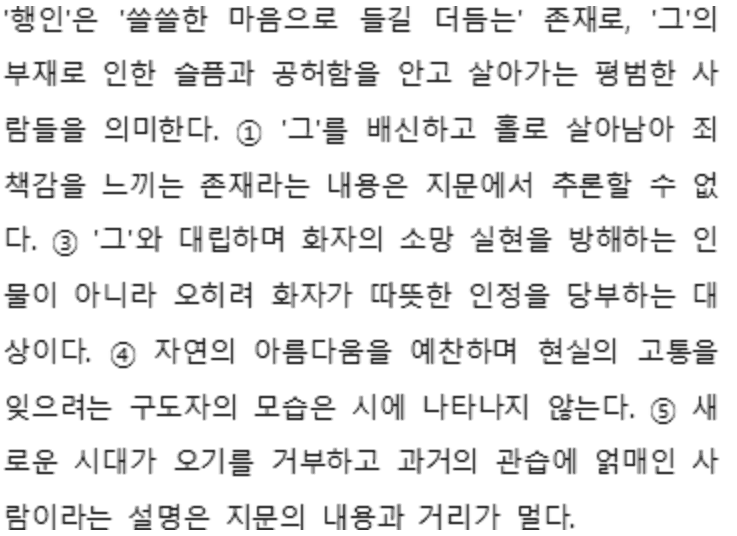 '행인'은 '쓸쓸한 마음으로 들길 더듬는' 존재로, '그'의
부재로 인한 슬픔과 공허함을 안고 살아가는 평범한 사
람들을 의미한다. ① '그'를 배신하고 홀로 살아남아 죄
책감을 느끼는 존재라는 내용은 지문에서 추론할 수 없
다. ③ '그'와 대립하며 화자의 소망 실현을 방해하는 인
물이 아니라 오히려 화자가 따뜻한 인정을 당부하는 대
상이다. ④ 자연의 아름다움을 예찬하며 현실의 고통을
잊으려는 구도자의 모습은 시에 나타나지 않는다. ⑤ 새
로운 시대가 오기를 거부하고 과거의 관습에 얽매인 사
람이라는 설명은 지문의 내용과 거리가 멀다.